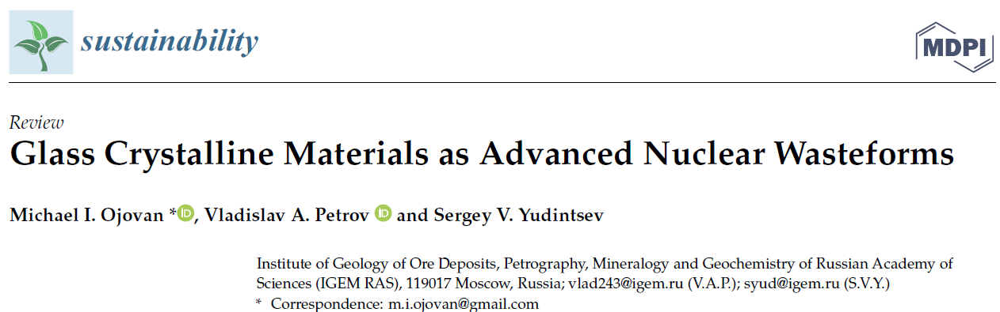 sustainability
MDPI
Review
Glass Crystalline Materials as Advanced Nuclear Wasteforms
Michael I. Ojovan * iD, Vladislav A. Petrov iD and Sergey V. Yudintsev
Institute of Geology of Ore Deposits, Petrography, Mineralogy and Geochemistry of Russian Academy of
Sciences (IGEM RAS), 119017 Moscow, Russia; vlad243@igem.ru (V.A.P.); syud@igem.ru (S.V.Y.)
* Correspondence: m.i.ojovan@gmail.com